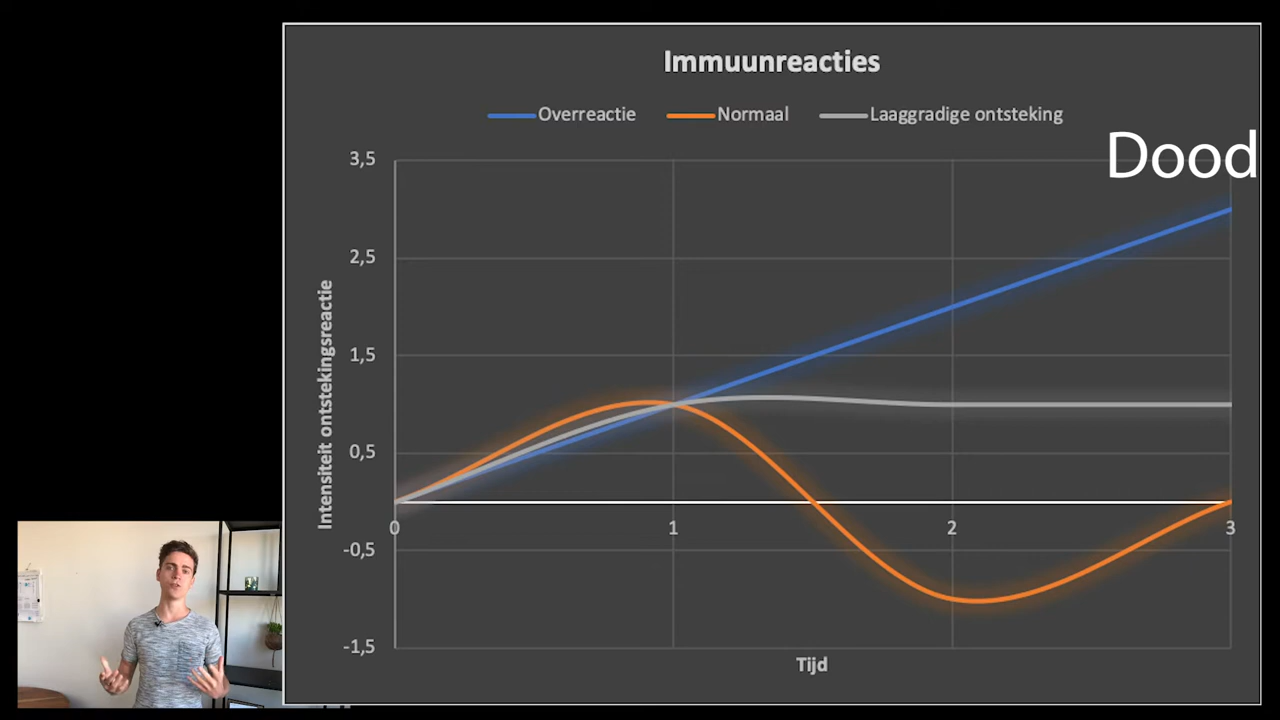 Immuunreacties
Overreactie Normaal Laaggradige ontsteking
Dood
3,5
2,5
1,5
0,5
-0,5
-1,5
Intensiteit ontstekingsreactie
0 1 2 3
Tijd